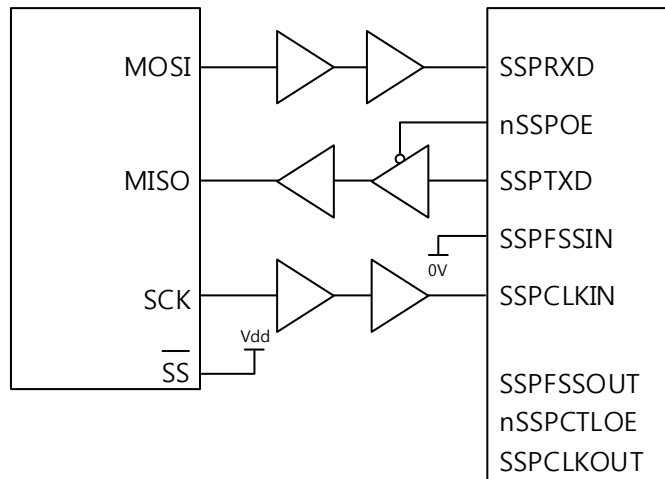 MOSI
SSPRXD
nSSPOE
MISO
SSPTXD
SSPFSSIN
0V
SCK
SSPCLKIN
Vdd
SS
SSPFSSOUT
nSSPCTLOE
SSPCLKOUT